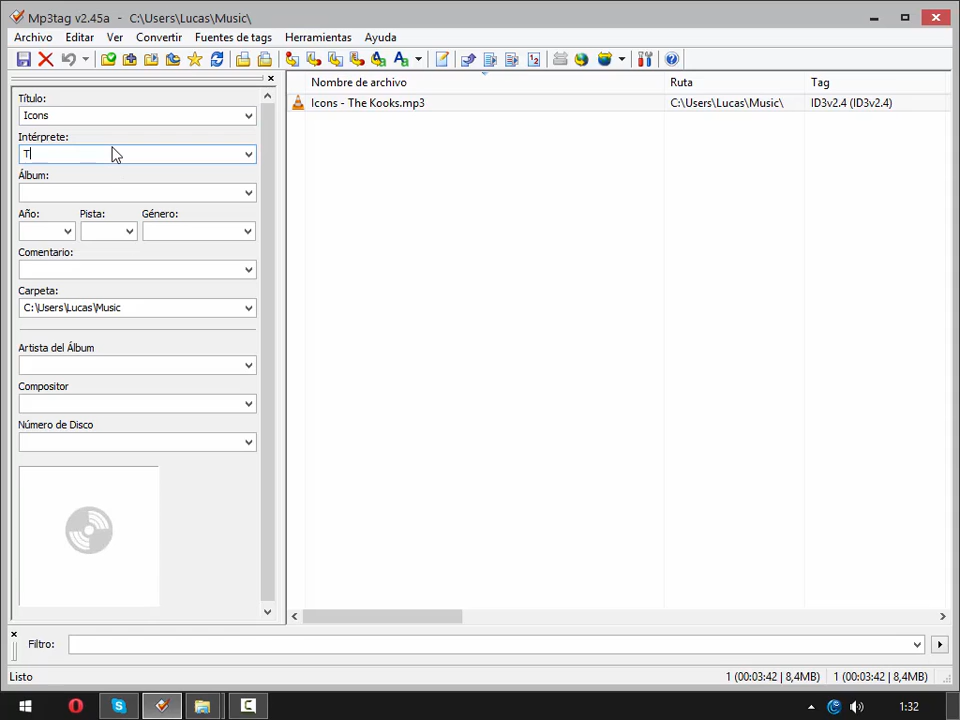 Mp3tag v2.45a - C:\Users\Lucas\Music\
Archivo Editar Ver Convertir Fuentes de tags Herramientas Ayuda
Título:
Icons
Intérprete:
T
Álbum:
Año: Pista: Género:
Comentario:
Carpeta:
C:\Users\Lucas\Music
Artista del Álbum
Compositor
Número de Disco
Nombre de archivo Ruta Tag
Icons - The Kooks.mp3 C:\Users\Lucas\Music\ ID3v2.4 (ID3v2.4)
Filtro:
Listo 1 (00:03:42 | 8,4MB) 1 (00:03:42 | 8,4MB)
1:32